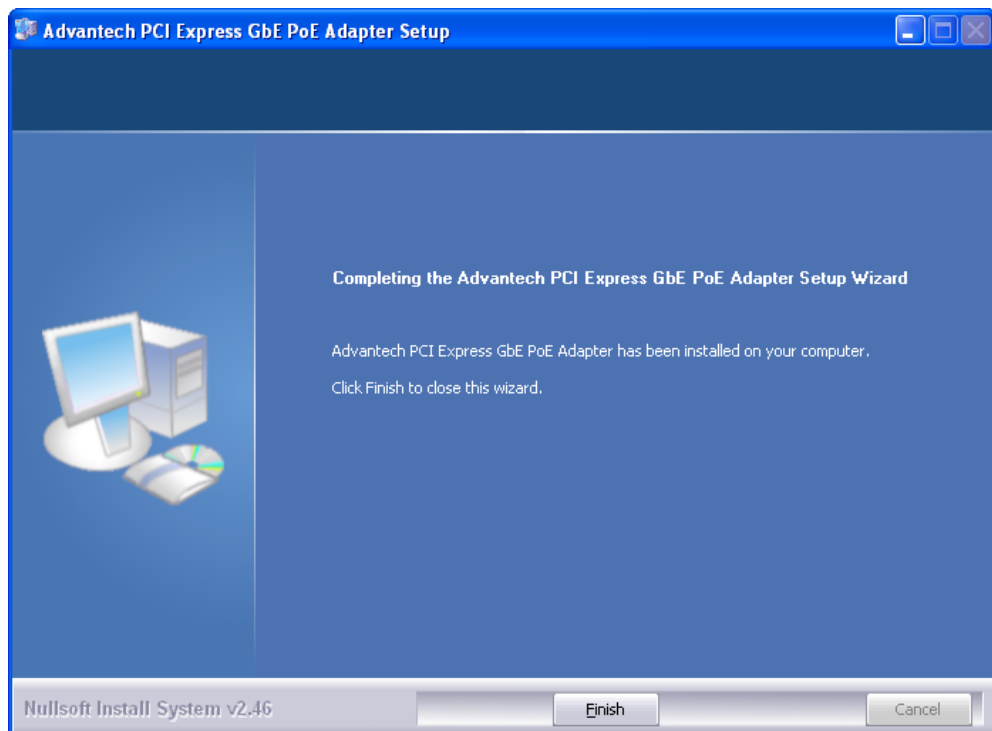 Advantech PCI Express GbE PoE Adapter Setup
Completing the Advantech PCI Express GbE PoE Adapter Setup Wizard
Advantech PCI Express GbE PoE Adapter has been installed on your computer.
Click Finish to close this wizard.
Nullsoft Install System v2.46
Finish
Cancel